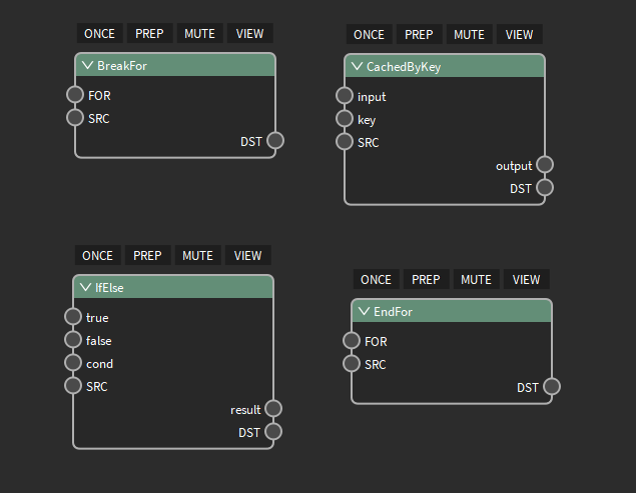 ONCE PREP MUTE VIEW
BreakFor
FOR
SRC
DST
ONCE PREP MUTE VIEW
CachedByKey
input
key
SRC
output
DST
ONCE PREP MUTE VIEW
IfElse
true
false
cond
SRC
result
DST
ONCE PREP MUTE VIEW
EndFor
FOR
SRC
DST